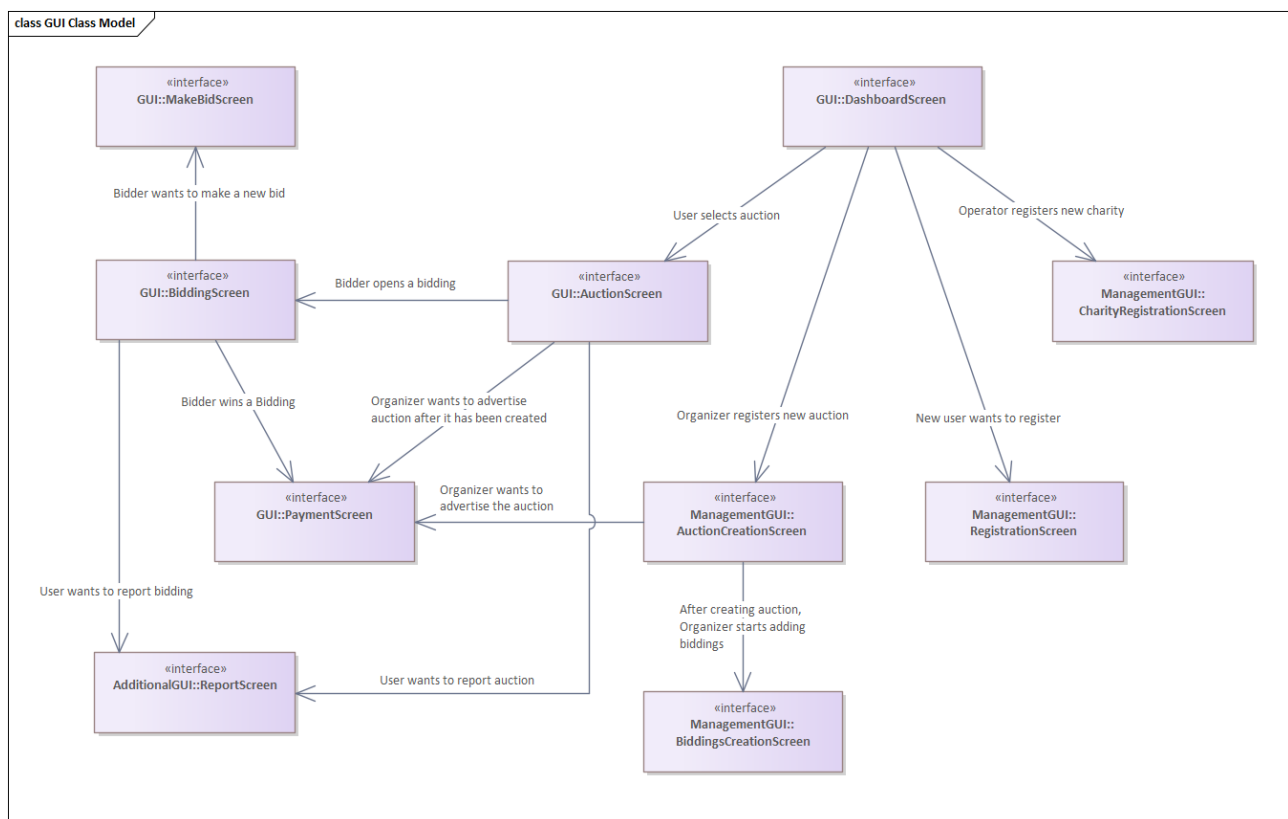 class GUI Class Model
«interface»
GUI::MakeBidScreen
«interface»
GUI::DashboardScreen
Bidder wants to make a new bid
User selects auction
Operator registers new charity
«interface»
GUI::BiddingScreen
Bidder opens a bidding
«interface»
GUI::AuctionScreen
«interface»
ManagementGUI::
CharityRegistrationScreen
Bidder wins a Bidding
Organizer wants to advertise
auction after it has been created
Organizer registers new auction
New user wants to register
«interface»
GUI::PaymentScreen
Organizer wants to
advertise the auction
«interface»
ManagementGUI::
AuctionCreationScreen
«interface»
ManagementGUI::
RegistrationScreen
User wants to report bidding
After creating auction,
Organizer starts adding
biddings
«interface»
AdditionalGUI::ReportScreen
User wants to report auction
«interface»
ManagementGUI::
BiddingsCreationScreen